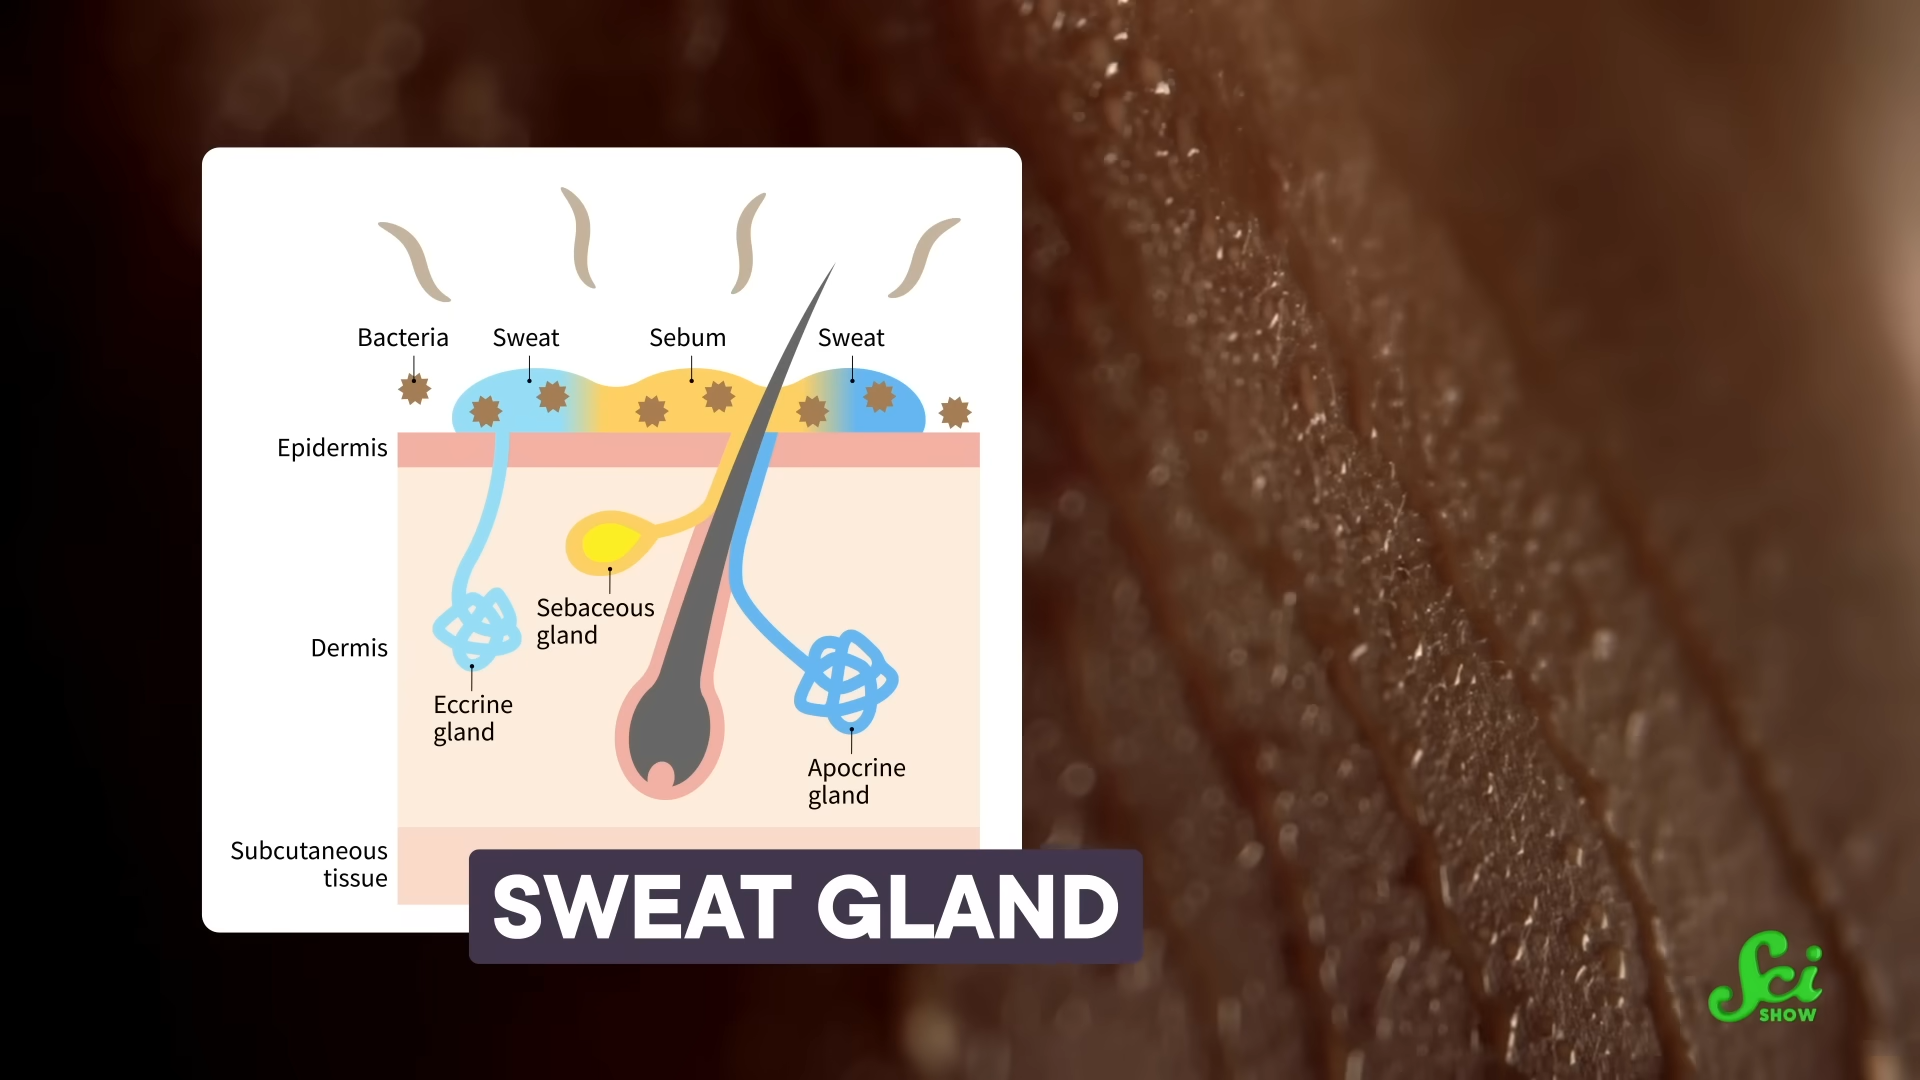 Bacteria
Sweat
Sebum
Sweat
Epidermis
Sebaceous
gland
Dermis
Eccrine
gland
Apocrine
gland
Subcutaneous
tissue
SWEAT GLAND
Sci
SHOW